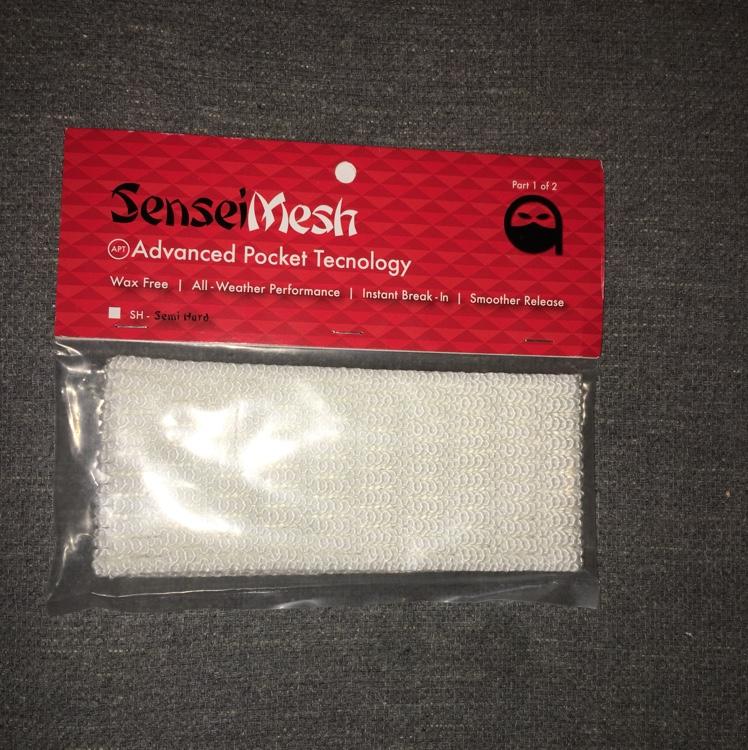 Part 1 of 2
SenseiMesh
APT Advanced Pocket Tecnology
Wax Free | All-Weather Performance | Instant Break-In | Smoother Release
SH - Semi Hard